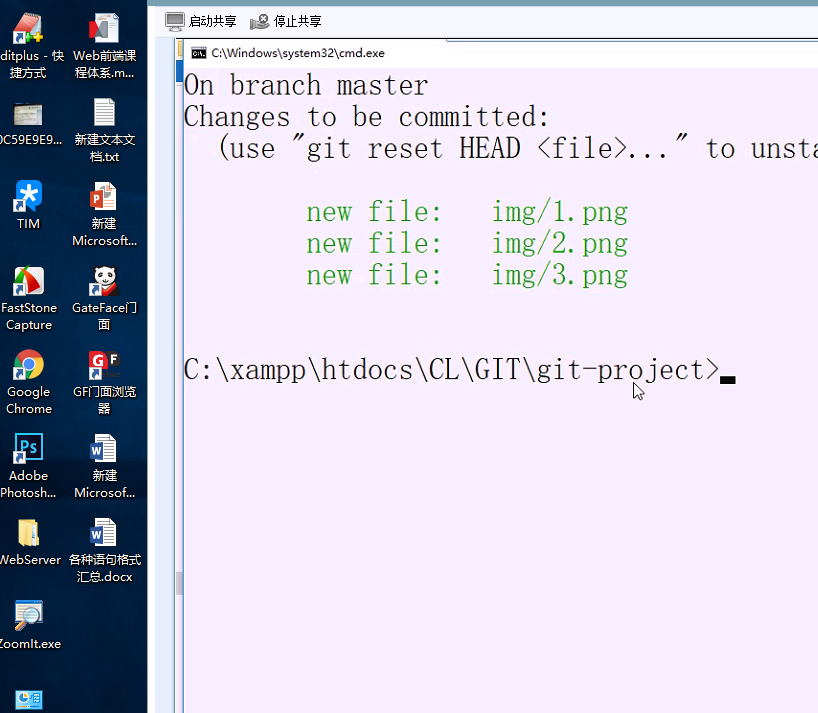 启动共享 停止共享
C:\Windows\system32\cmd.exe
On branch master
Changes to be committed:
(use "git reset HEAD <file>..." to unsta
new file: img/1.png
new file: img/2.png
new file: img/3.png
C:\xampp\htdocs\CL\GIT\git-project>
ditplus - 快
捷方式
Web前端课
程体系.m...
0C59E9E9...
新建文本文
档.txt
TIM
新建
Microsoft...
FastStone
Capture
GateFace门
面
Google
Chrome
GF
GF门面浏览
器
Ps
Adobe
Photosh...
新建
Microsof...
WebServer
各种语句格式
汇总.docx
ZoomIt.exe